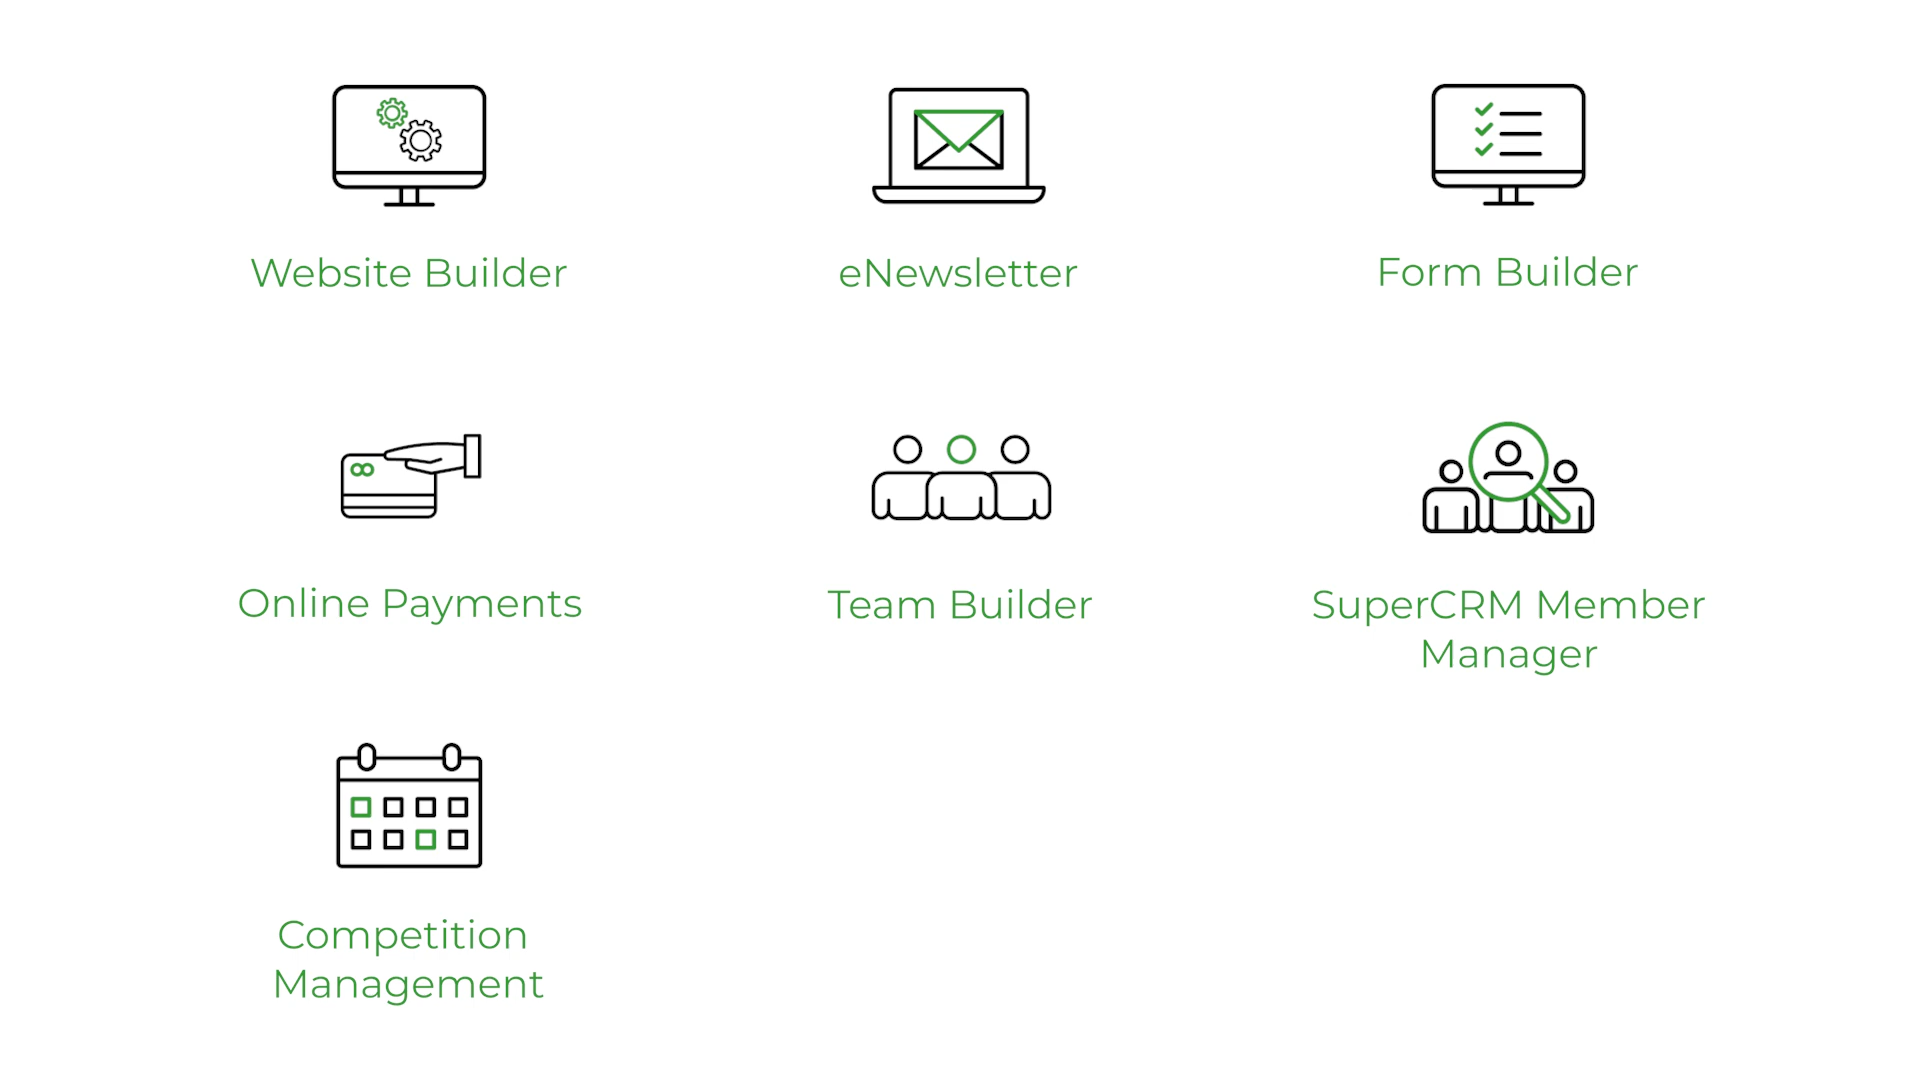 Website Builder
eNewsletter
Form Builder
Online Payments
Team Builder
SuperCRM Member
Manager
Competition
Management